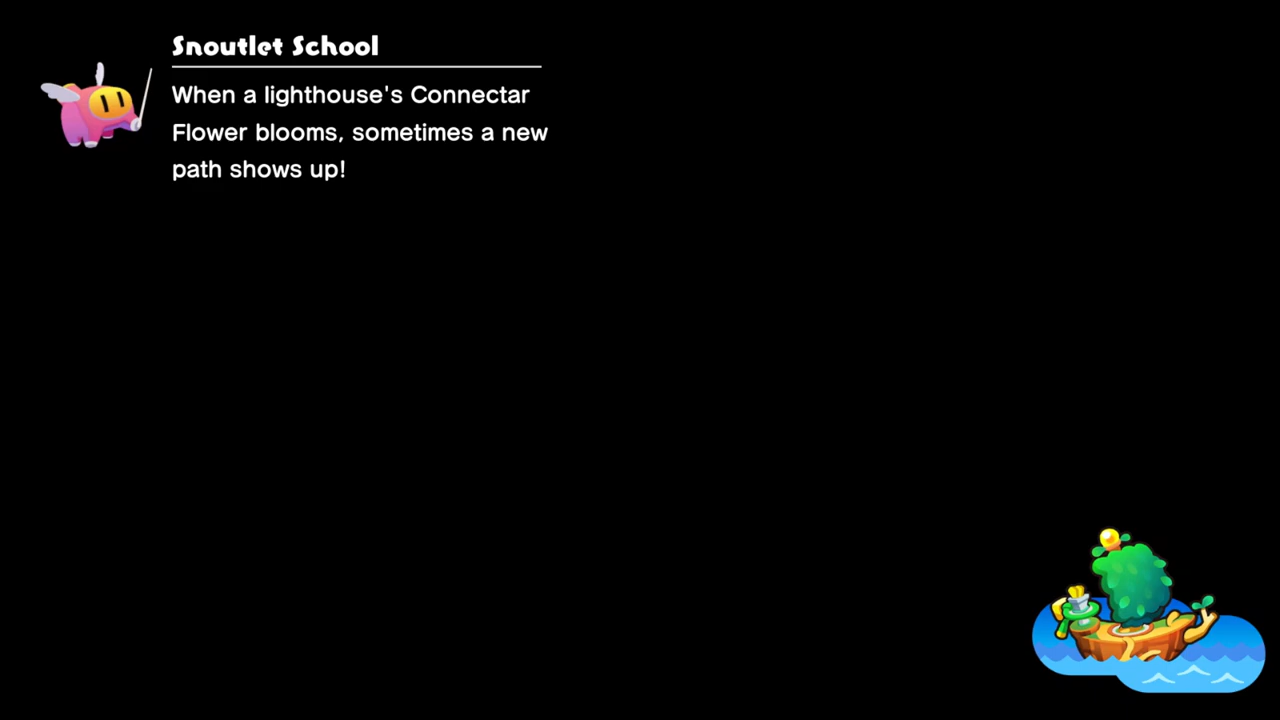 Snoutlet School
When a lighthouse's Connectar
Flower blooms, sometimes a new
path shows up!